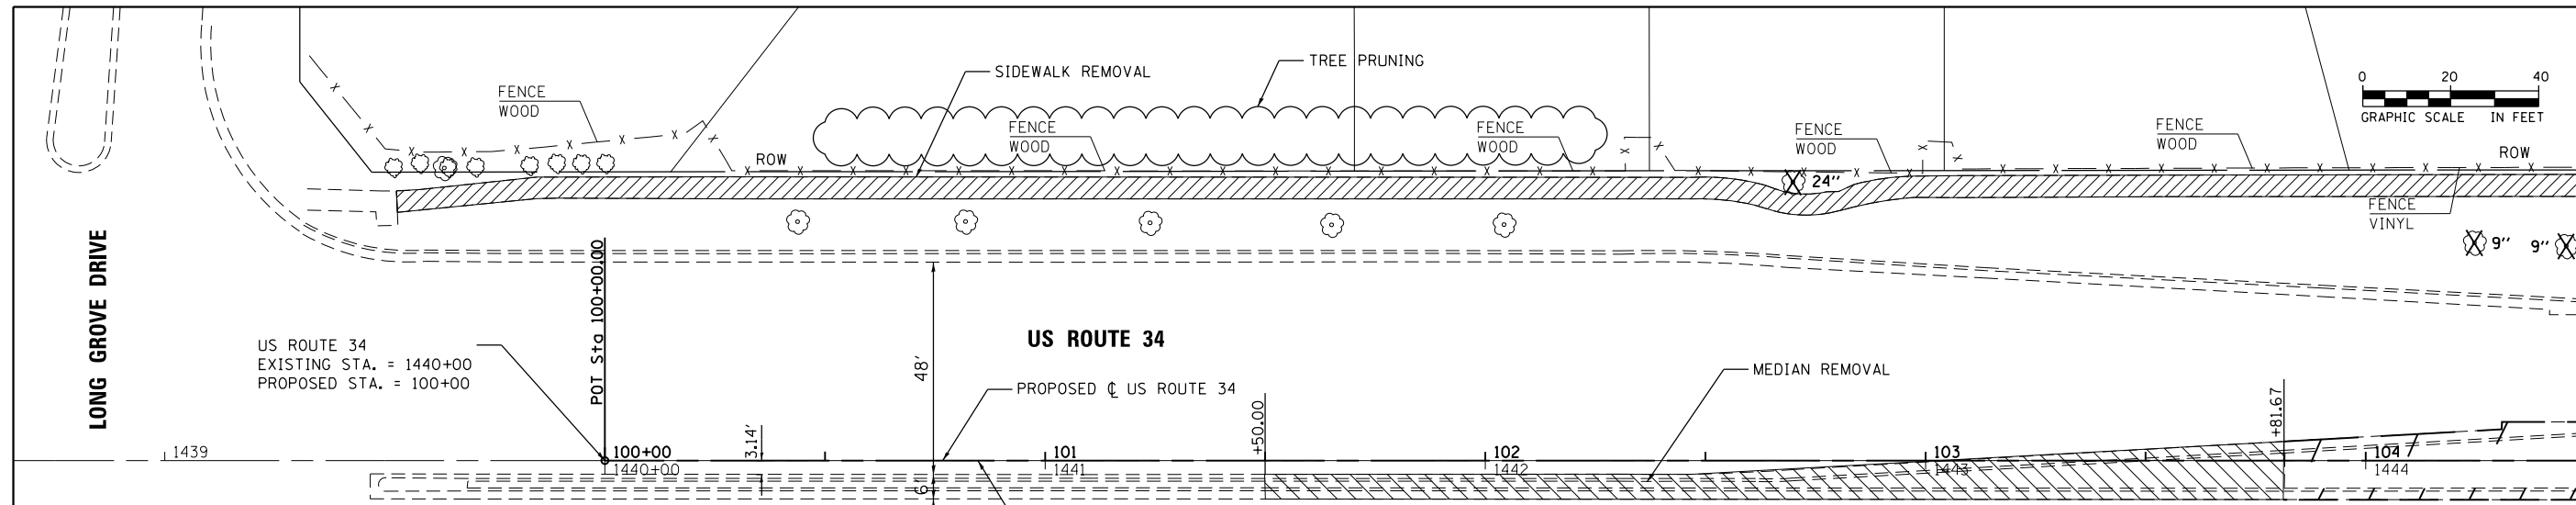 SIDEWALK REMOVAL
TREE PRUNING
0 20 40
GRAPHIC SCALE IN FEET
FENCE
WOOD
FENCE
WOOD
FENCE
WOOD
FENCE
WOOD
FENCE
WOOD
ROW
ROW
24''
FENCE
VINYL
9''
9''
LONG GROVE DRIVE
POT Sta 100+00.00
US ROUTE 34
EXISTING STA. = 1440+00
PROPOSED STA. = 100+00
48'
US ROUTE 34
PROPOSED ℄ US ROUTE 34
MEDIAN REMOVAL
+50.00
+81.67
3.14'
6'
1439
100+00
1440+00
101
1441
102
1442
103
1443
104
1444